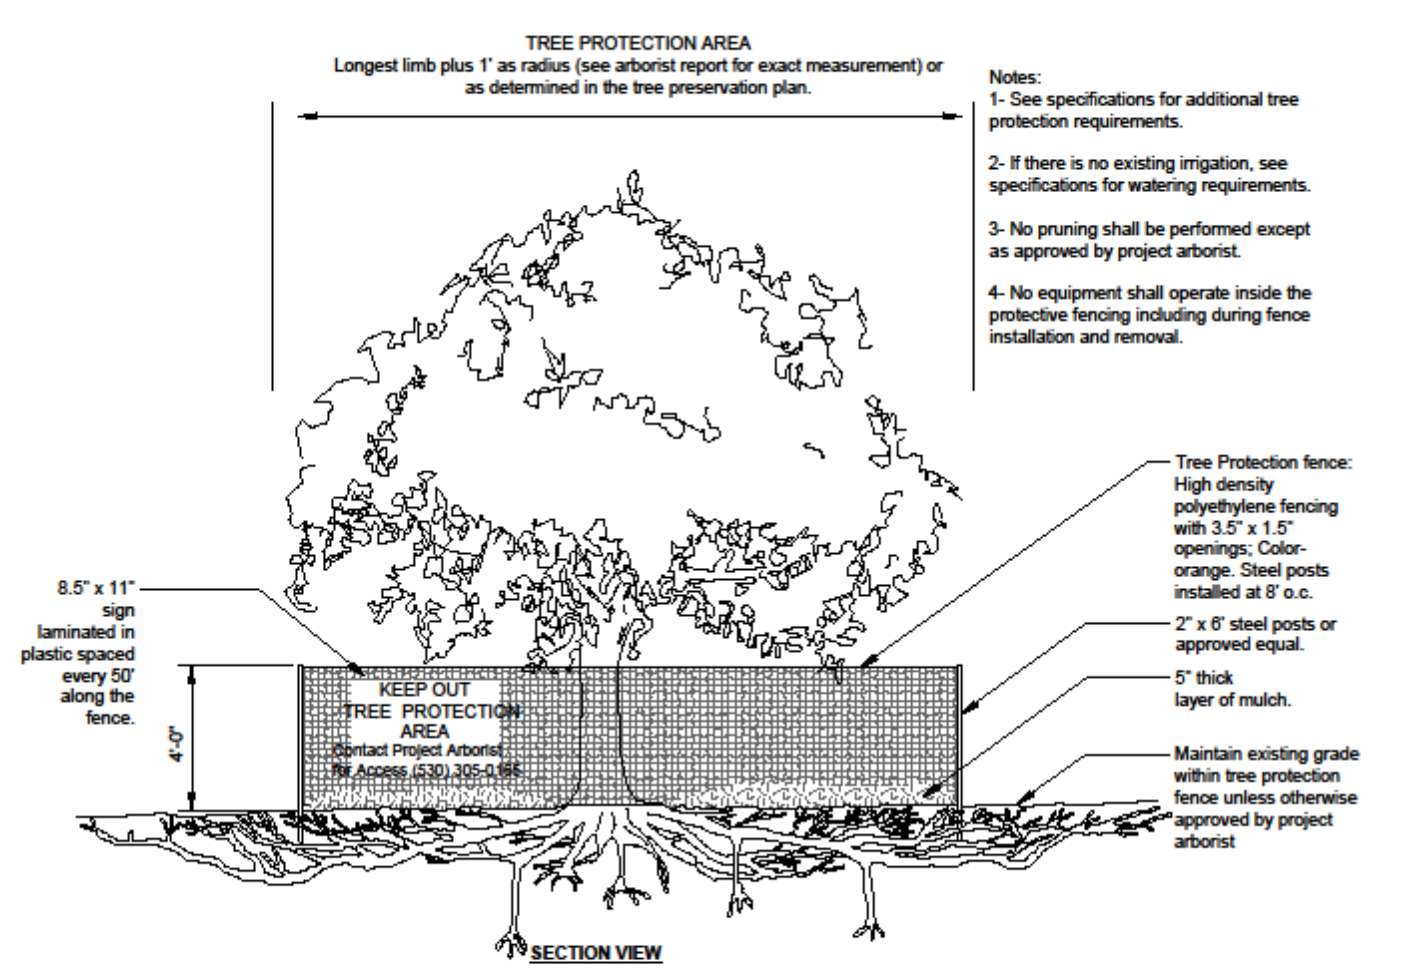 TREE PROTECTION AREA
Longest limb plus 1' as radius (see arborist report for exact measurement) or
as determined in the tree preservation plan.
Notes:
1- See specifications for additional tree
protection requirements.
2- If there is no existing irrigation, see
specifications for watering requirements.
3- No pruning shall be performed except
as approved by project arborist.
4- No equipment shall operate inside the
protective fencing including during fence
installation and removal.
Tree Protection fence:
High density
polyethylene fencing
with 3.5" x 1.5"
openings; Color-
orange. Steel posts
installed at 8' o.c.
2" x 6' steel posts or
approved equal.
5" thick
layer of mulch.
Maintain existing grade
within tree protection
fence unless otherwise
approved by project
arborist
8.5" x 11"
sign
laminated in
plastic spaced
every 50'
along the
fence.
4'-0"
KEEP OUT
TREE PROTECTION
AREA
Contact Project Arborist
for Access (530) 305-0165
SECTION VIEW